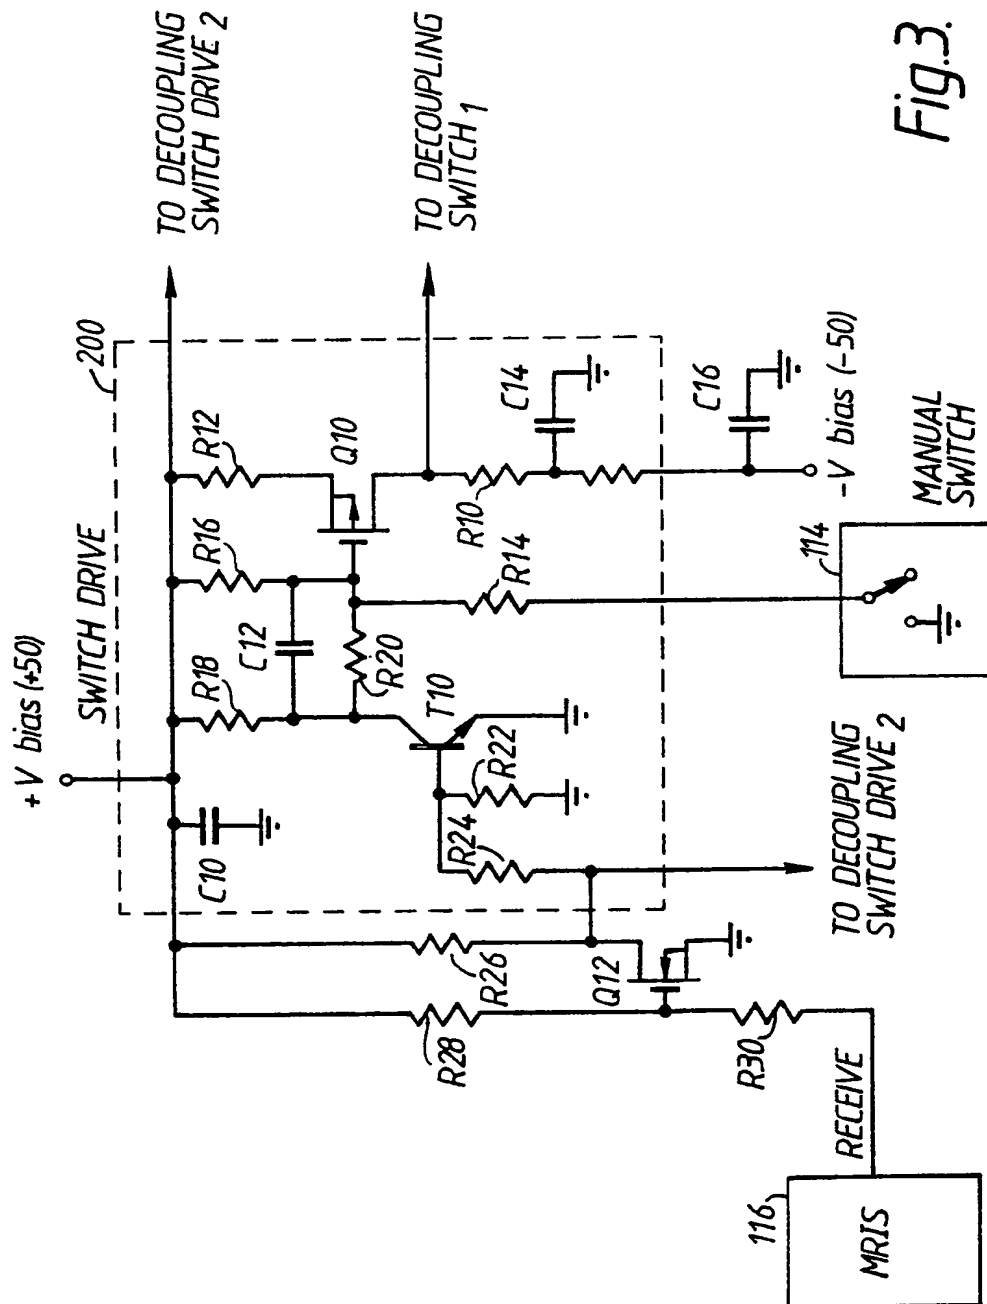 +V bias (+50)
SWITCH DRIVE
200
TO DECOUPLING
SWITCH DRIVE 2
C10
R18
R16
R12
C12
Q10
R20
T10
R22
R24
R26
R28
Q12
R30
R14
R10
C14
C16
TO DECOUPLING
SWITCH 1
-V bias (-50)
114
MANUAL
SWITCH
TO DECOUPLING
SWITCH DRIVE 2
RECEIVE
116
MRIS
Fig.3.